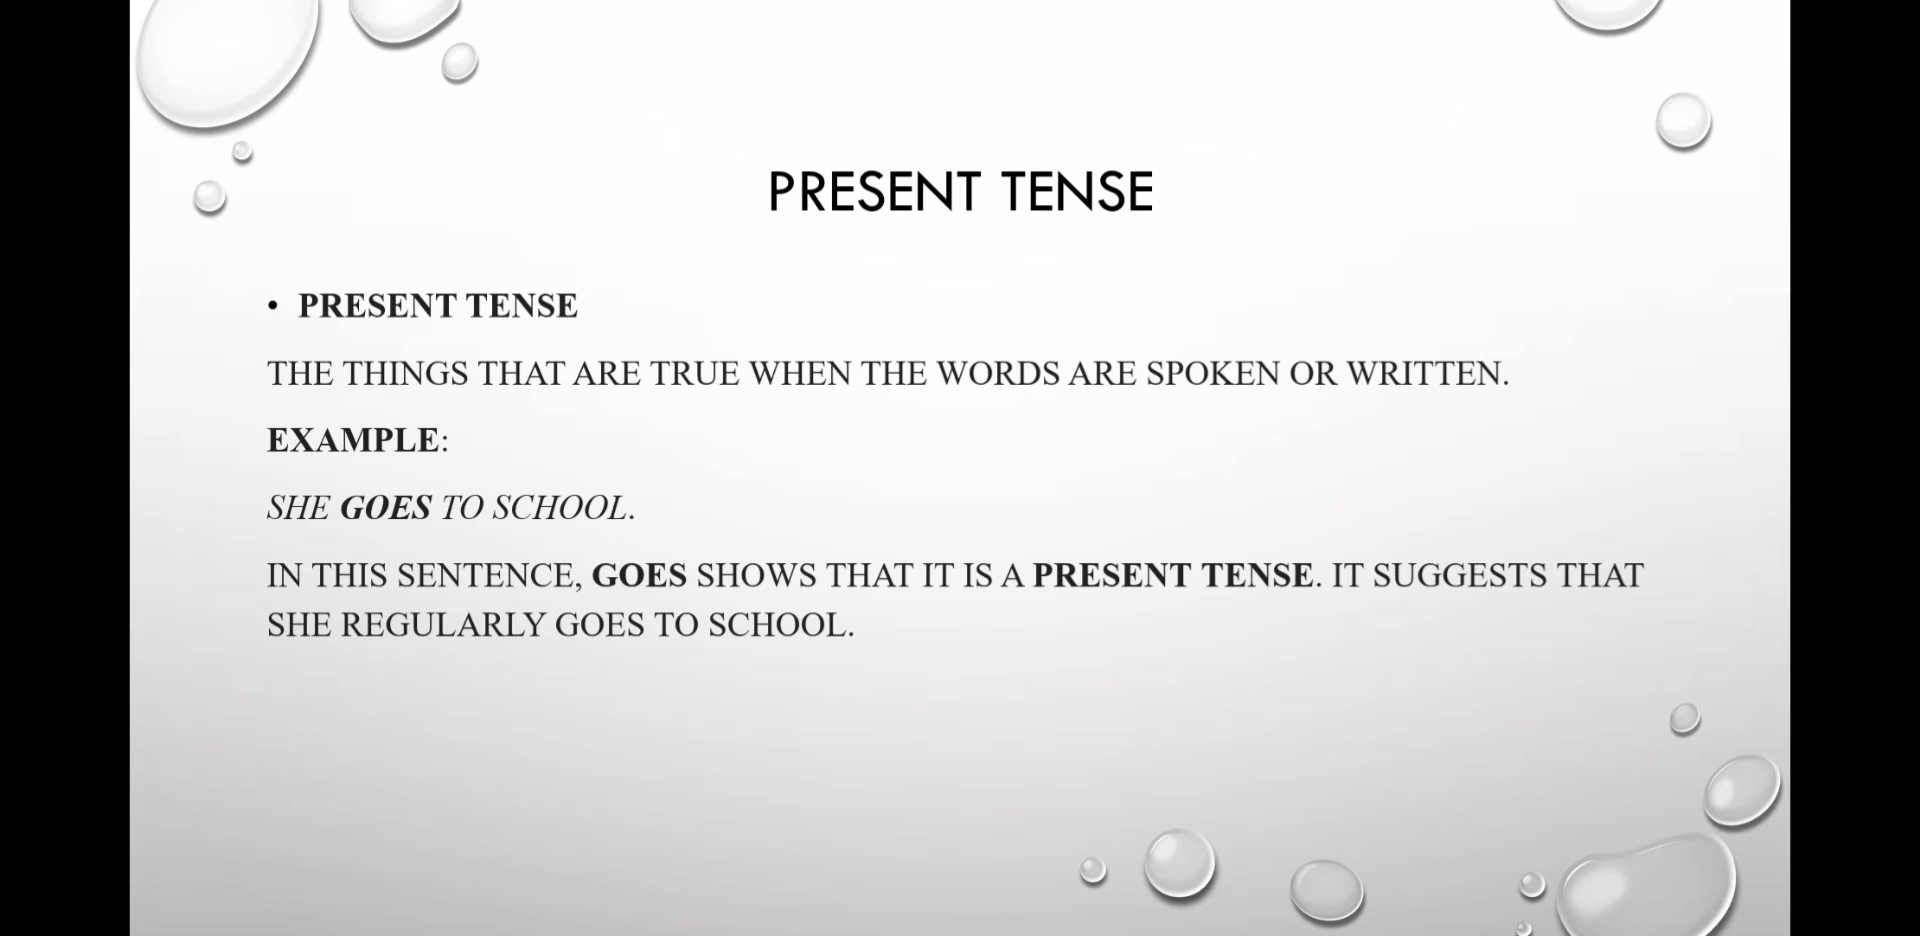 PRESENT TENSE
• PRESENT TENSE
THE THINGS THAT ARE TRUE WHEN THE WORDS ARE SPOKEN OR WRITTEN.
EXAMPLE:
SHE GOES TO SCHOOL.
IN THIS SENTENCE, GOES SHOWS THAT IT IS A PRESENT TENSE. IT SUGGESTS THAT
SHE REGULARLY GOES TO SCHOOL.